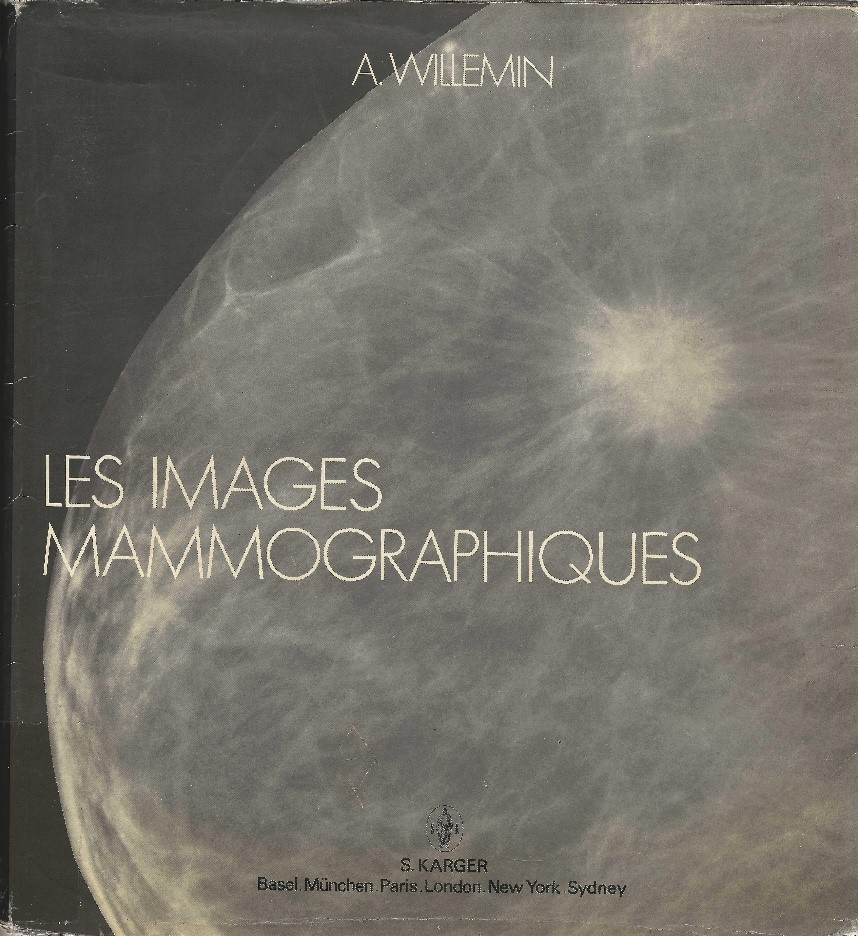 A. WILLEMIN
LES IMAGES
MAMMOGRAPHIQUES
S. KARGER
Basel. München. Paris. London. New York. Sydney